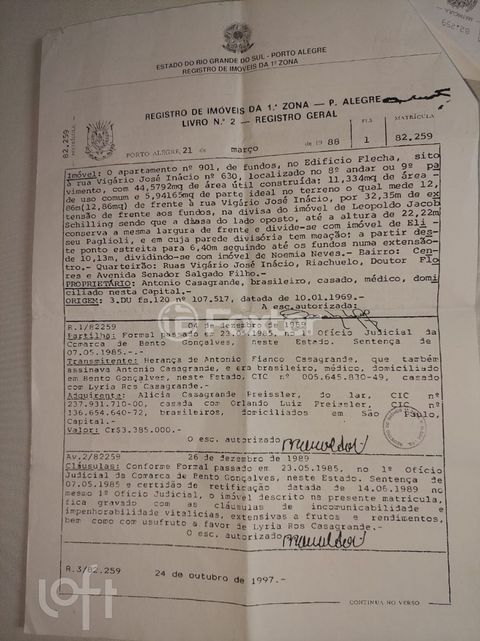 ESTADO DO RIO GRANDE DO SUL - PORTO ALEGRE
REGISTRO DE IMÓVEIS DA 1ª ZONA
REGISTRO DE IMÓVEIS DA 1.ª ZONA — P. ALEGRE
LIVRO N.º 2 — REGISTRO GERAL
82.259
MATRÍCULA
PORTO ALEGRE, 21 de março de 1988
FLS.
1
MATRÍCULA
82.259
Imóvel: O apartamento nº 901, de fundos, no Edifício Flecha, sito
à rua Vigário José Inácio nº 630, localizado no 8º andar ou 9º pa
vimento, com 44,5792mq de área útil construída; 11,334mq de área
de uso comum e 5,94165mq de parte ideal no terreno o qual mede 12,
86m(12,86mq) de frente à rua Vigário José Inácio, por 32,35m de ex
tensão de frente aos fundos, na divisa do imóvel de Leopoldo Jacob
Schilling sendo que a divisa do lado oposto, até a altura de 22,22m
conserva a mesma largura de frente e divide-se com imóvel de Eli-
seu Paglioli, e em cuja parede divisória tem meação; a partir des-
te ponto estreita para 6,40m seguindo até os fundos numa extensão-
de 10,13m, dividindo-se com imóvel de Noemia Neves.- Bairro: Cen-
tro.- Quarteirão: Ruas Vigário José Inácio, Riachuelo, Doutor Flo
res e Avenida Senador Salgado Filho.-
PROPRIETÁRIO: Antonio Casagrande, brasileiro, casado, médico, domi
ciliado nesta Capital.-
ORIGEM: 3.DU fs.120 nº 107.517, datada de 10.01.1969.-
A esc.autorizada:
R.1/82259 04 de dezembro de 1989
Partilha: Formal passado em 23.05.1985, no 1º Ofício Judicial da
Comarca de Bento Gonçalves, neste Estado. Sentença de
07.05.1985.-.-
Transmitente: Herança de Antonio Fianco Casagrande, que também
assinava Antonio Casagrande, e era brasileiro, médico, domiciliado
em Bento Gonçalves, neste Estado, CIC nº 005.645.830-49, casado
com Lyria Ros Casagrande.-
Adquirente: Alicia Casagrande Preissler, do lar, CIC nº
237.931.710-00, casada com Orlando Luiz Preissler, CIC nº
136.654.640-72, brasileiros, domiciliados em São Paulo,
Capital.-
Valor: Cr$3.385.000.-
O esc. autorizado
Av.2/82259 26 de dezembro de 1989
Cláusulas: Conforme Formal passado em 23.05.1985, no 1º Ofício
Judicial da Comarca de Bento Gonçalves, neste Estado. Sentença de
07.05.1985 e certidão de retificação datada de 14.06.1989 no
mesmo 1º Ofício Judicial, o imóvel descrito na presente matrícula,
fica gravado com as cláusulas de incomunicabilidade e
impenhorabilidade vitalícias, extensivas a frutos e rendimentos,
bem como com usufruto a favor de Lyria Ros Casagrande.-
O esc. autorizado
R.3/82.259 24 de outubro de 1997.-
CONTINUA NO VERSO
Loft